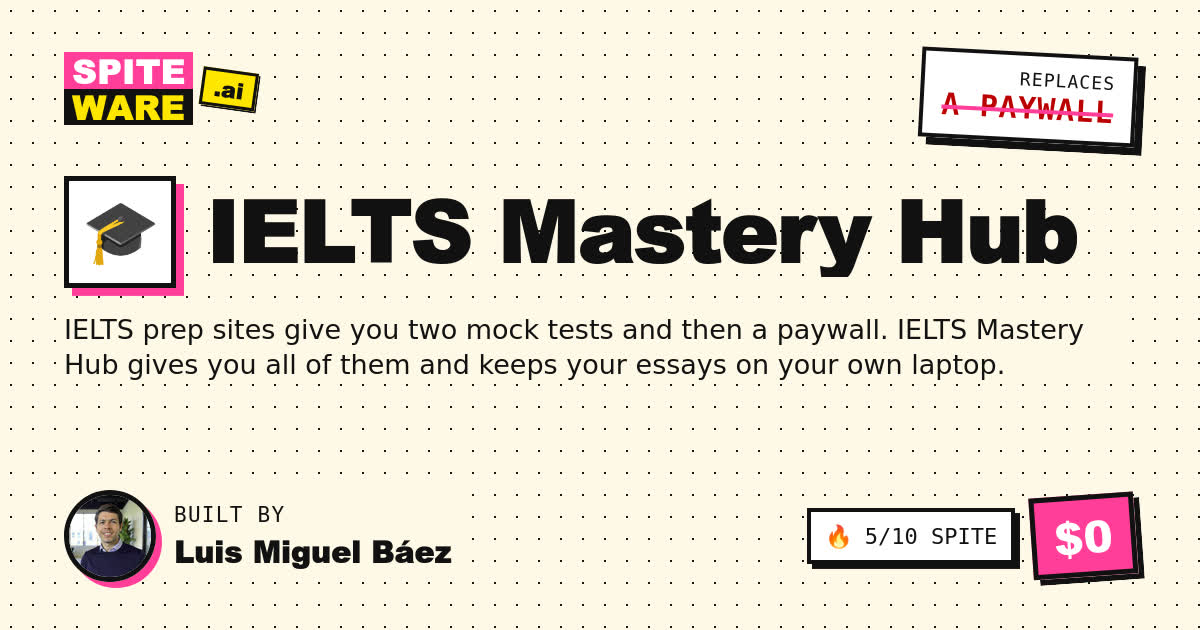 SPITE
WARE
.ai
REPLACES
A PAYWALL
IELTS Mastery Hub
IELTS prep sites give you two mock tests and then a paywall. IELTS Mastery
Hub gives you all of them and keeps your essays on your own laptop.
BUILT BY
Luis Miguel Báez
🔥 5/10 SPITE
$0